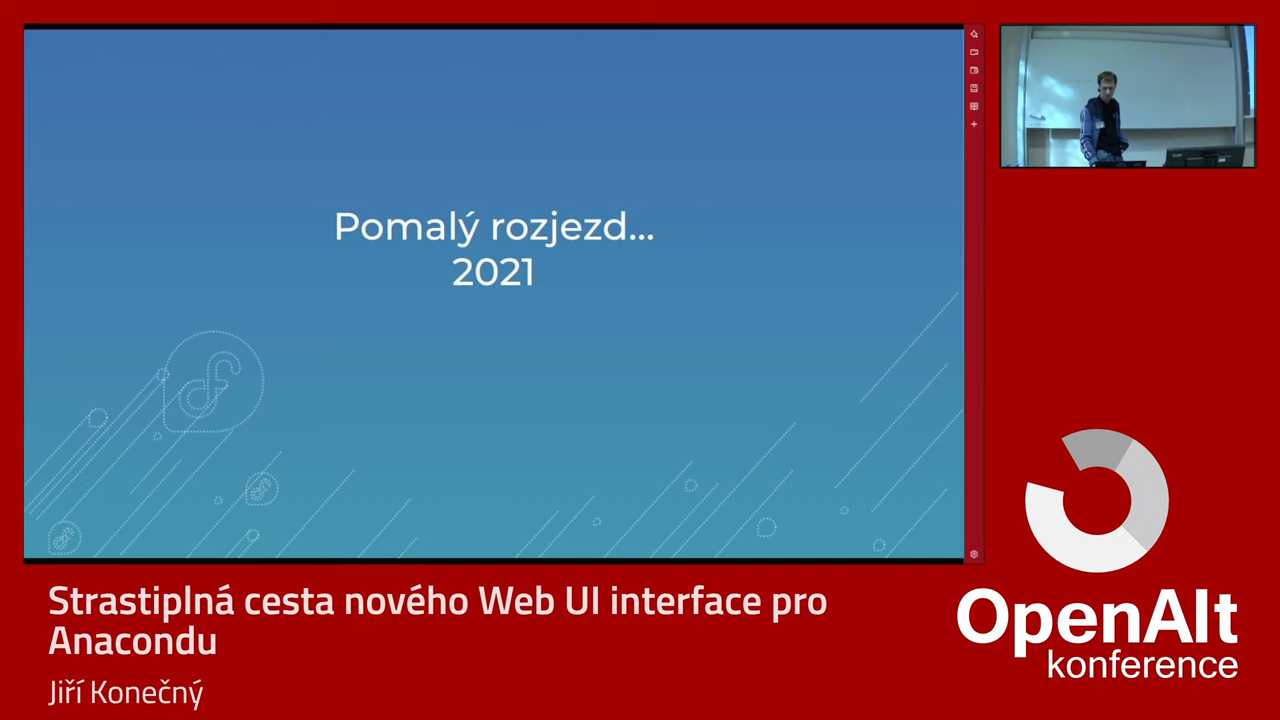 Pomalý rozjezd...
2021
Strastiplná cesta nového Web UI interface pro
Anacondu
Jiří Konečný
OpenAlt
konference